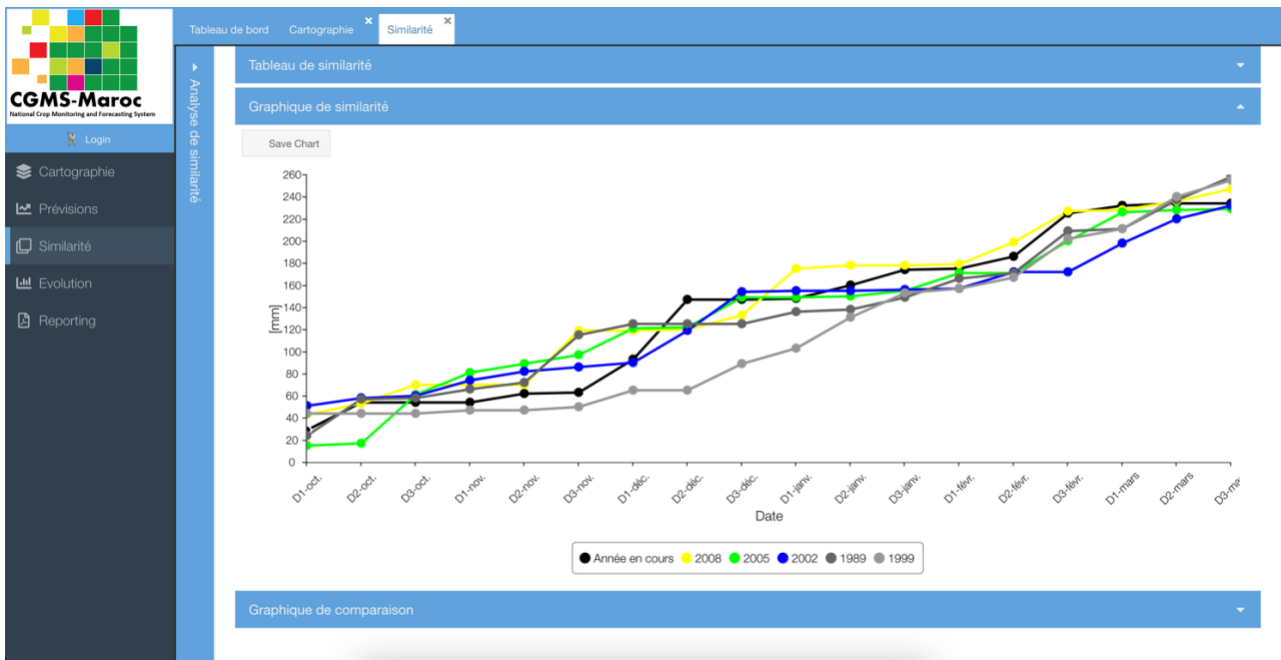 CGMS-Maroc
National Crop Monitoring and Forecasting System
Login
Cartographie
Prévisions
Similarité
Evolution
Reporting
Tableau de bord
Cartographie
Similarité
Analyse de similarité
Tableau de similarité
Graphique de similarité
Save Chart
260
240
220
200
180
160
140
120
100
80
60
40
20
0
[mm]
D1-oct.
D2-oct.
D3-oct.
D1-nov.
D2-nov.
D3-nov.
D1-déc.
D2-déc.
D3-déc.
D1-janv.
D2-janv.
D3-janv.
D1-févr.
D2-févr.
D3-févr.
D1-mars
D2-mars
D3-ma
Date
Année en cours 2008 2005 2002 1989 1999
Graphique de comparaison